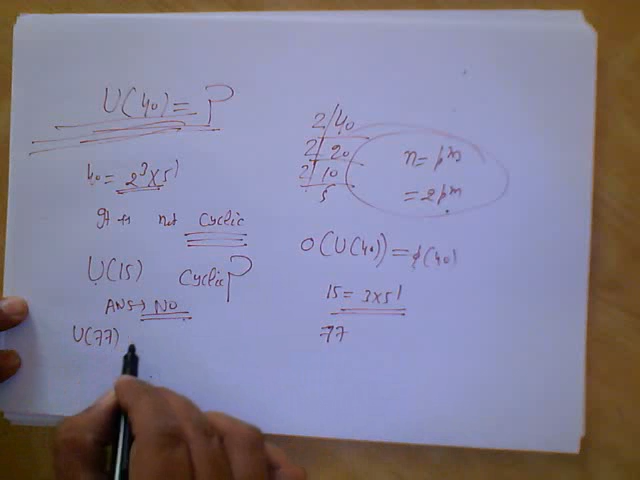 U(40) = ?
40 = 2³×5¹
It is not cyclic
U(15) cyclic?
ANS→ No
U(77)
2/40
2/20
2/10
5
n = pᵐ
= 2pᵐ
O(U(40)) = ϕ(40)
15 = 3×5¹
77